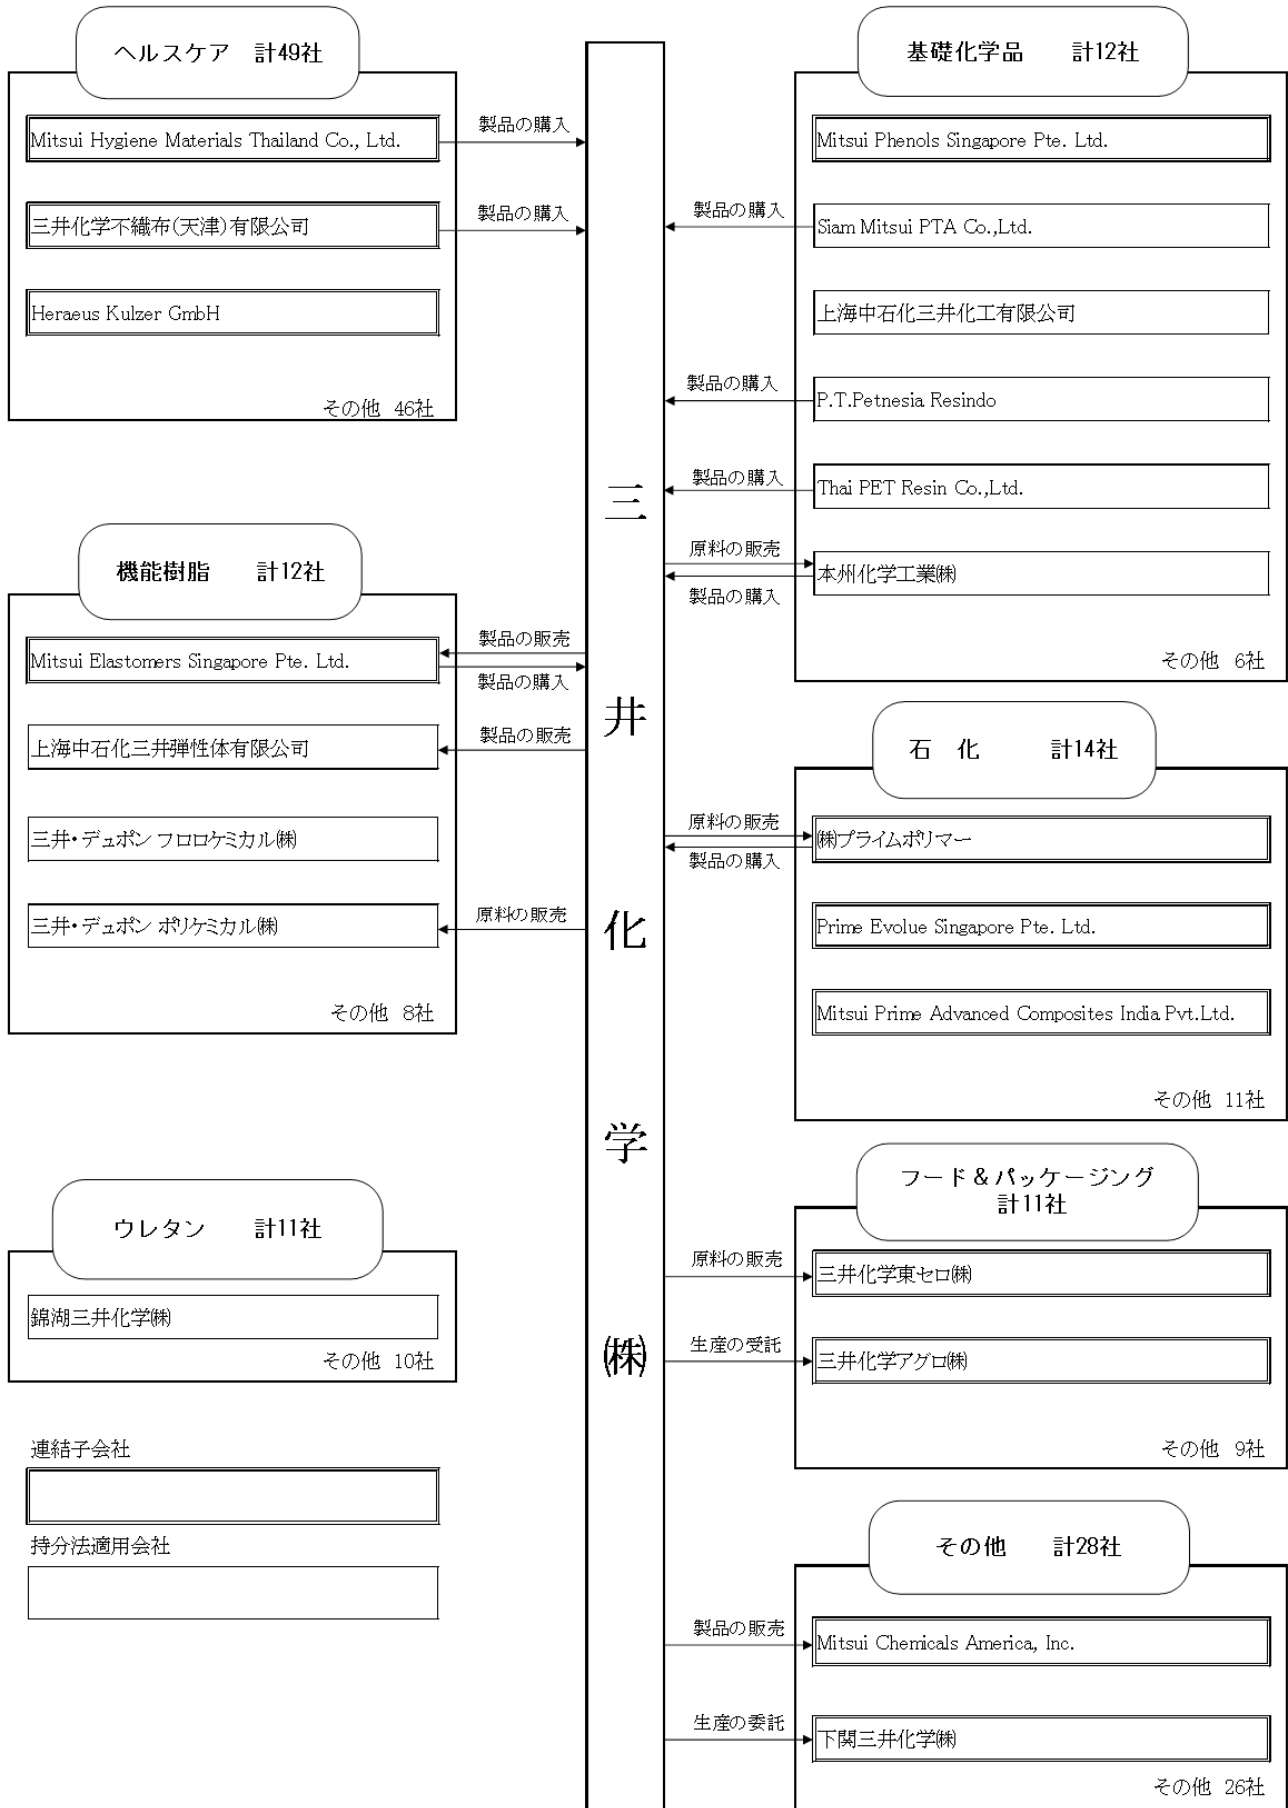 ヘルスケア 計49社
Mitsui Hygiene Materials Thailand Co., Ltd.
製品の購入
三井化学不織布(天津)有限公司
製品の購入
Heraeus Kulzer GmbH
その他 46社
機能樹脂 計12社
Mitsui Elastomers Singapore Pte. Ltd.
製品の販売
製品の購入
上海中石化三井弾性体有限公司
製品の販売
三井・デュポン フロロケミカル㈱
三井・デュポン ポリケミカル㈱
原料の販売
その他 8社
ウレタン 計11社
錦湖三井化学㈱
その他 10社
連結子会社
持分法適用会社
三
井
化
学
㈱
基礎化学品 計12社
Mitsui Phenols Singapore Pte. Ltd.
製品の購入
Siam Mitsui PTA Co.,Ltd.
上海中石化三井化工有限公司
製品の購入
P.T.Petnesia Resindo
製品の購入
Thai PET Resin Co.,Ltd.
原料の販売
本州化学工業㈱
製品の購入
その他 6社
石 化 計14社
原料の販売
㈱プライムポリマー
製品の購入
Prime Evolue Singapore Pte. Ltd.
Mitsui Prime Advanced Composites India Pvt.Ltd.
その他 11社
フード&パッケージング
計11社
原料の販売
三井化学東セロ㈱
生産の受託
三井化学アグロ㈱
その他 9社
その他 計28社
製品の販売
Mitsui Chemicals America, Inc.
生産の委託
下関三井化学㈱
その他 26社